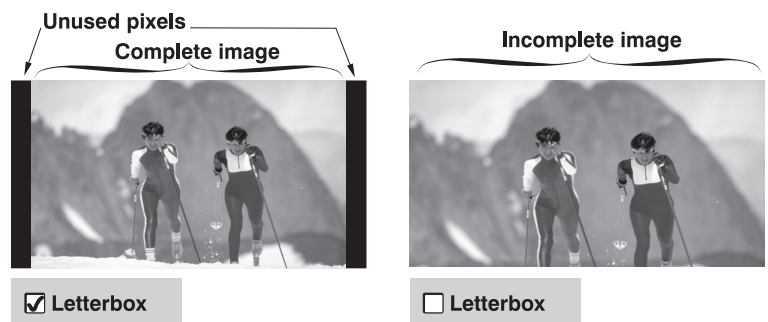 Unused pixels
Complete image
Incomplete image
Letterbox
Letterbox